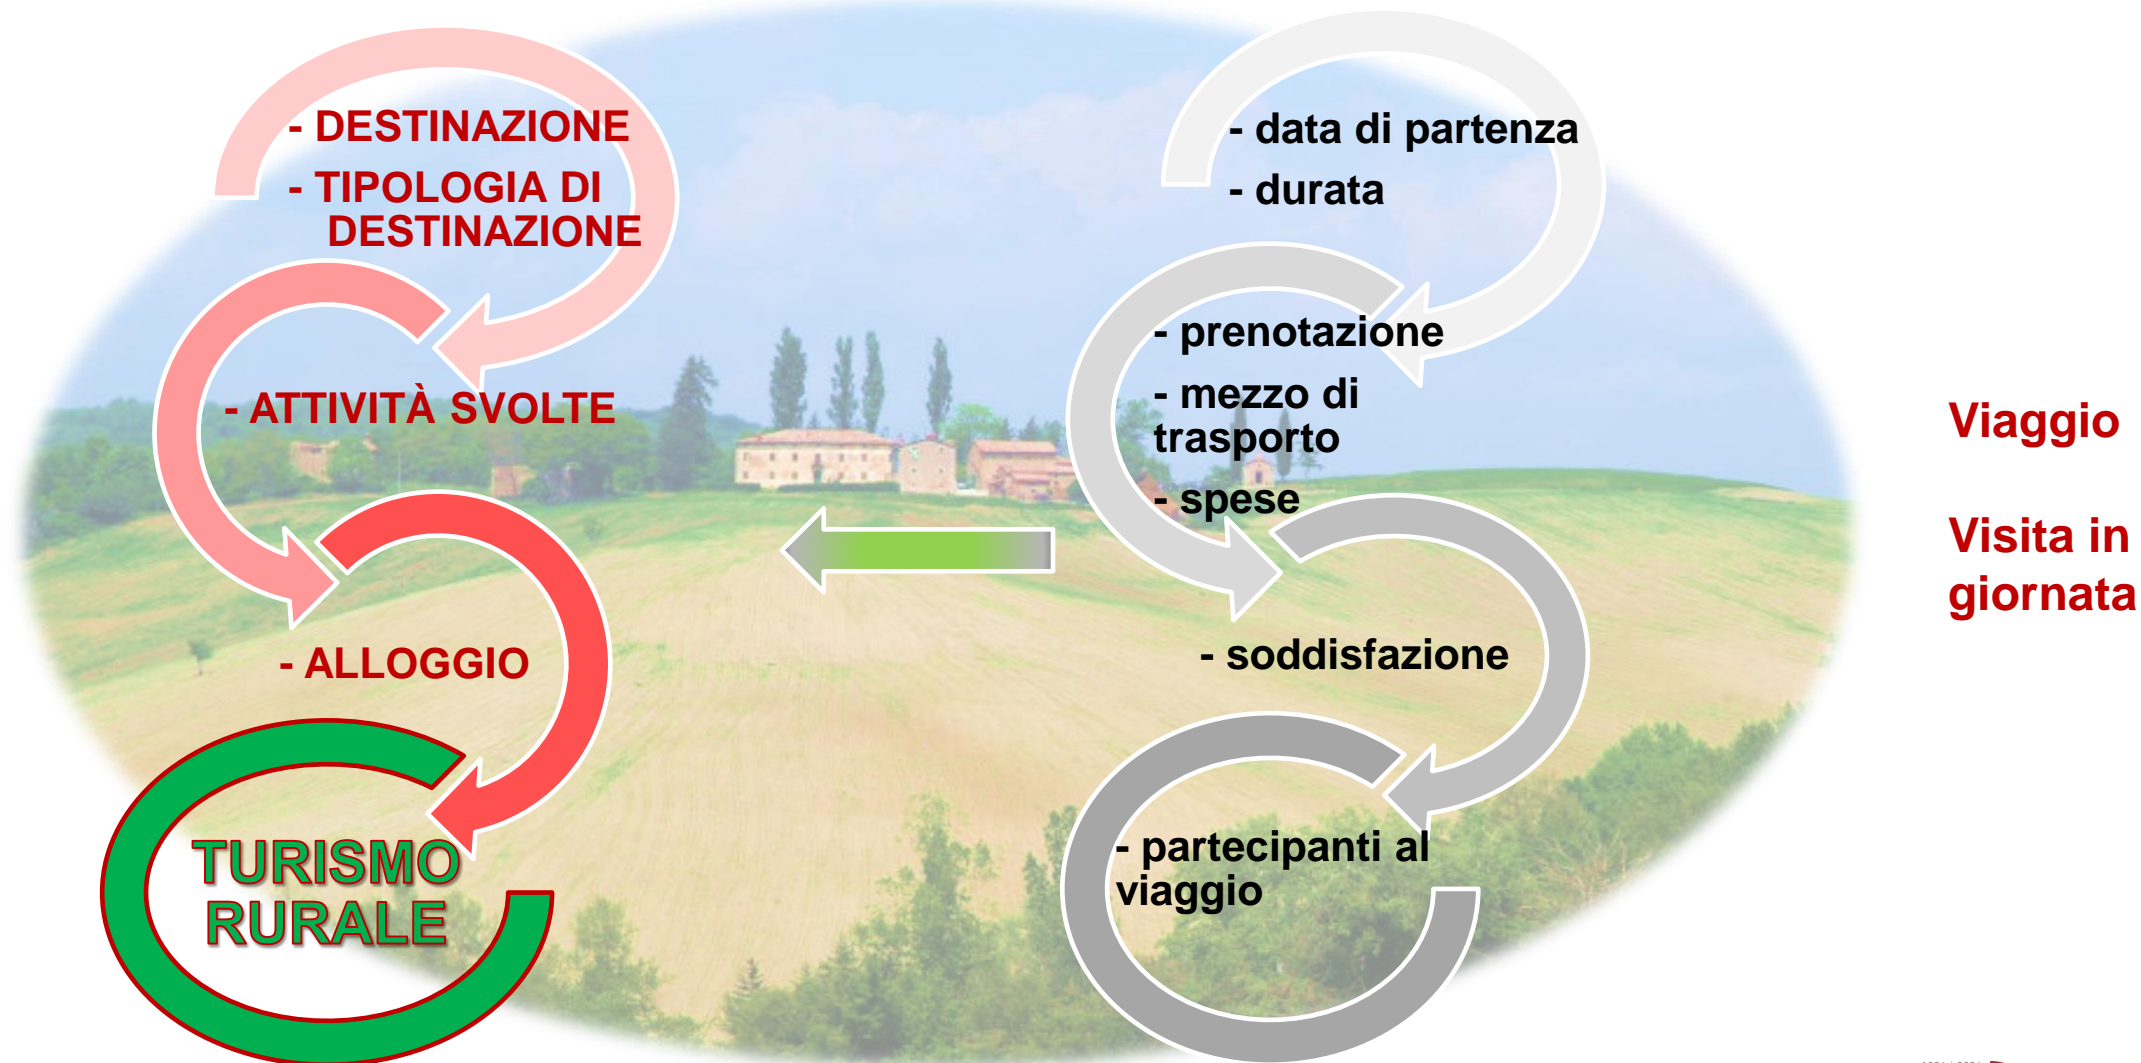 - DESTINAZIONE
- TIPOLOGIA DI
DESTINAZIONE
- ATTIVITÀ SVOLTE
- ALLOGGIO
TURISMO
RURALE
- data di partenza
- durata
- prenotazione
- mezzo di
trasporto
- spese
- soddisfazione
- partecipanti al
viaggio
Viaggio
Visita in
giornata